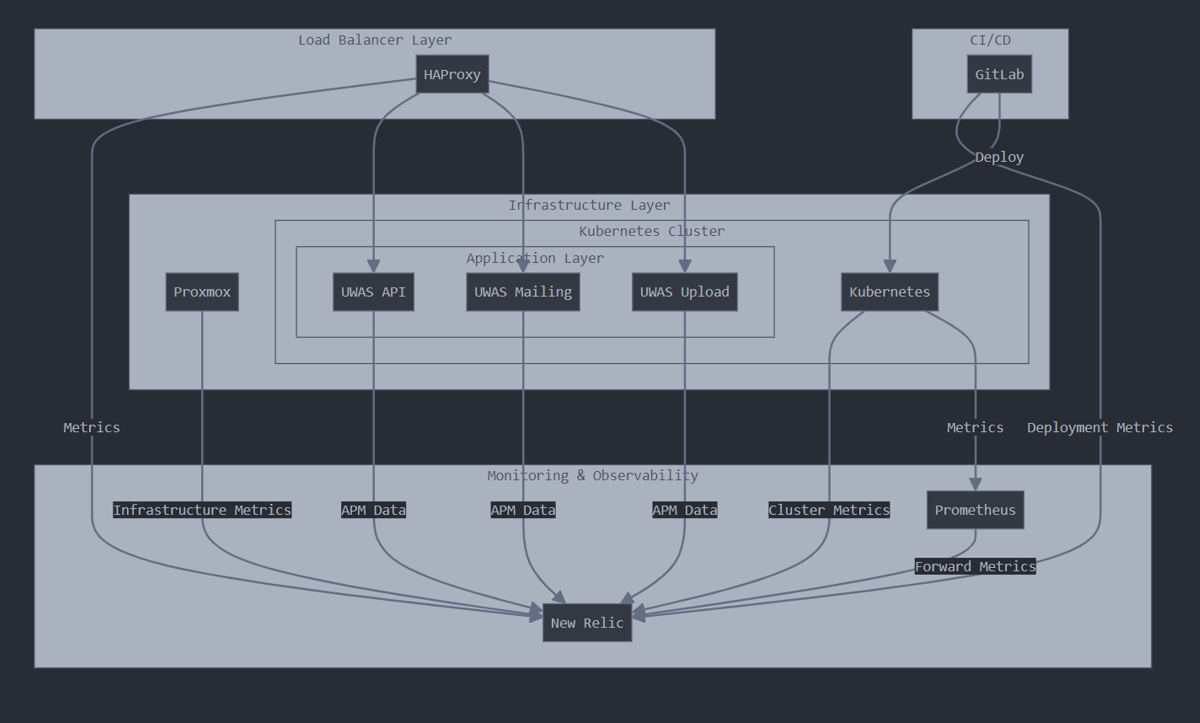 Load Balancer Layer
CI/CD
HAProxy
GitLab
Deploy
Infrastructure Layer
Kubernetes Cluster
Application Layer
Proxmox
UWAS API
UWAS Mailing
UWAS Upload
Kubernetes
Metrics
Metrics
Deployment Metrics
Monitoring & Observability
Infrastructure Metrics
APM Data
APM Data
APM Data
Cluster Metrics
Prometheus
Forward Metrics
New Relic